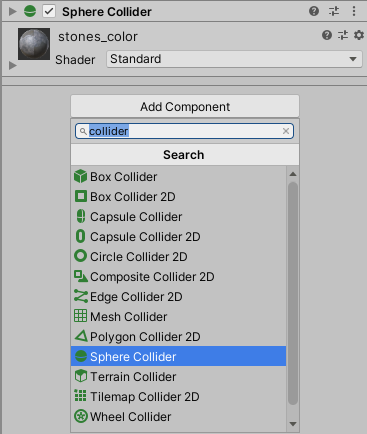 Sphere Collider
stones_color
Shader Standard
Add Component
collider
Search
Box Collider
Box Collider 2D
Capsule Collider
Capsule Collider 2D
Circle Collider 2D
Composite Collider 2D
Edge Collider 2D
Mesh Collider
Polygon Collider 2D
Sphere Collider
Terrain Collider
Tilemap Collider 2D
Wheel Collider